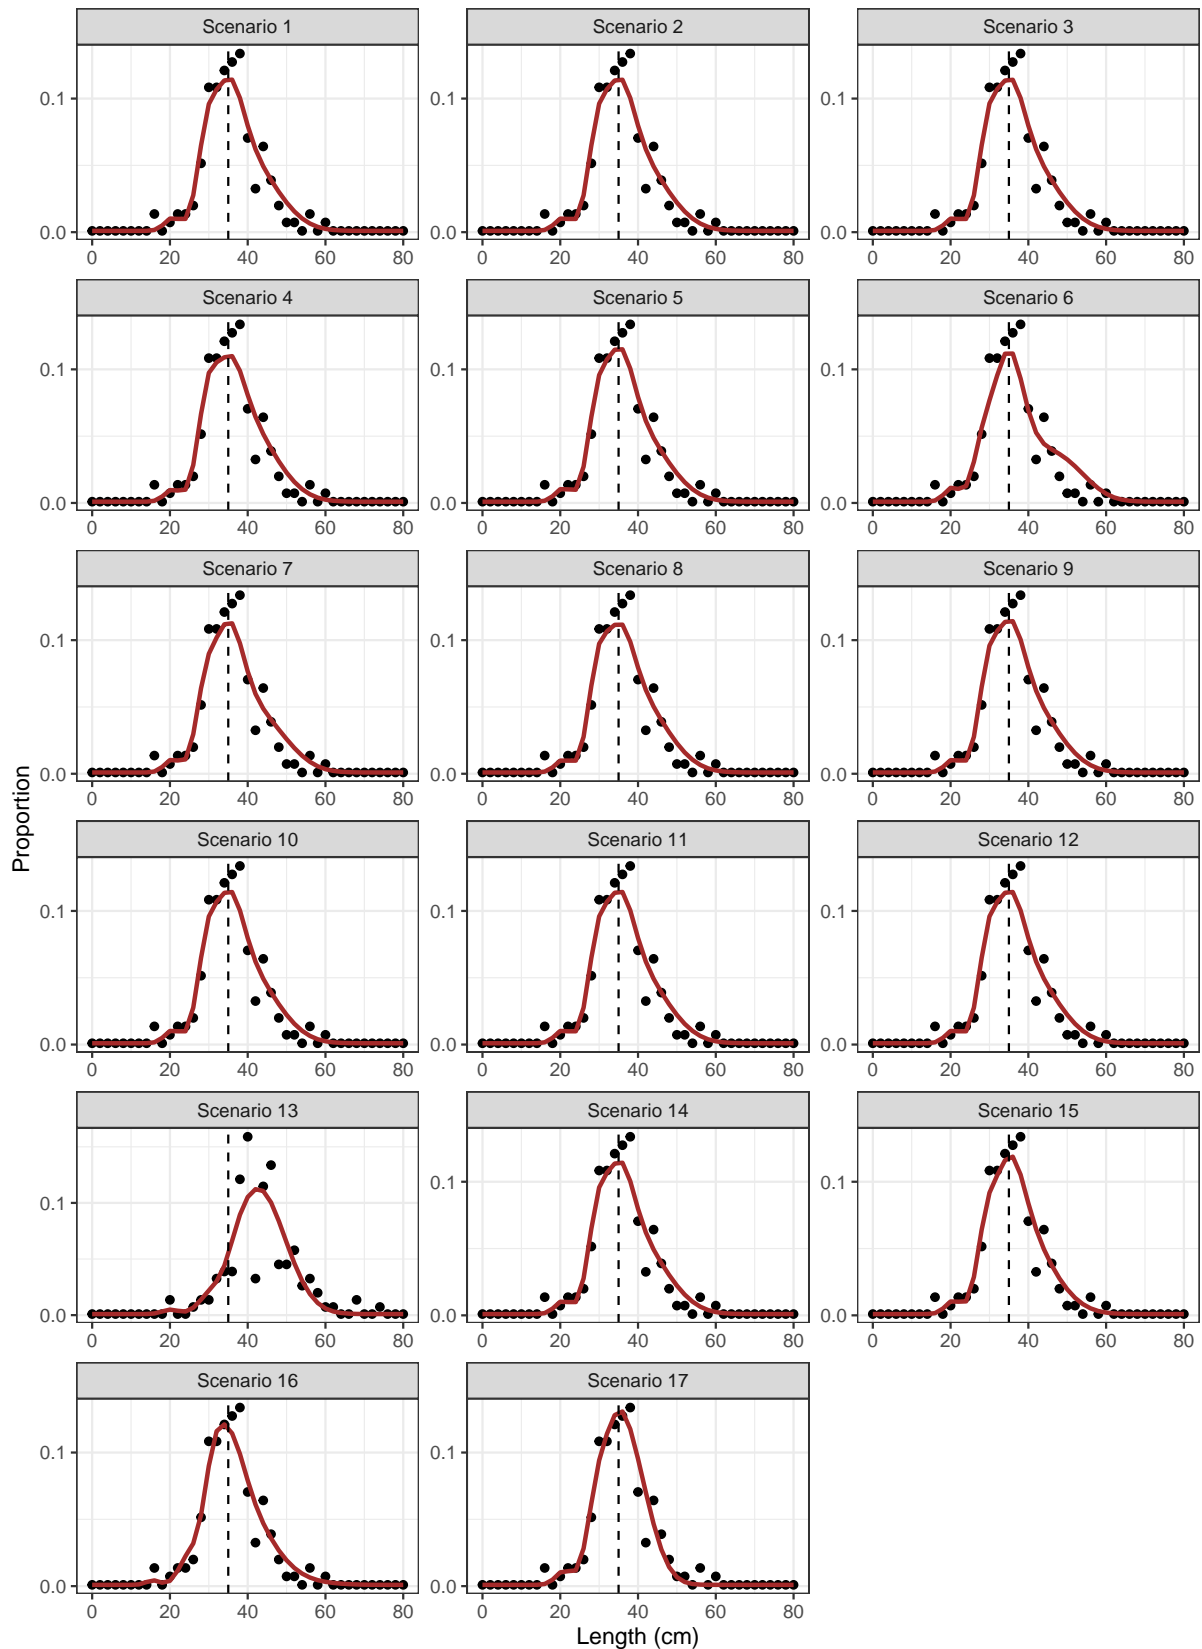 Scenario 1 Scenario 2 Scenario 3
0.1 0.1 0.1
0.0 0.0 0.0
0 20 40 60 80 0 20 40 60 80 0 20 40 60 80
Scenario 4 Scenario 5 Scenario 6
0.1 0.1 0.1
0.0 0.0 0.0
0 20 40 60 80 0 20 40 60 80 0 20 40 60 80
Scenario 7 Scenario 8 Scenario 9
0.1 0.1 0.1
0.0 0.0 0.0
0 20 40 60 80 0 20 40 60 80 0 20 40 60 80
Proportion
Scenario 10 Scenario 11 Scenario 12
0.1 0.1 0.1
0.0 0.0 0.0
0 20 40 60 80 0 20 40 60 80 0 20 40 60 80
Scenario 13 Scenario 14 Scenario 15
0.1 0.1 0.1
0.0 0.0 0.0
0 20 40 60 80 0 20 40 60 80 0 20 40 60 80
Scenario 16 Scenario 17
0.1 0.1
0.0 0.0
0 20 40 60 80 0 20 40 60 80
Length (cm)